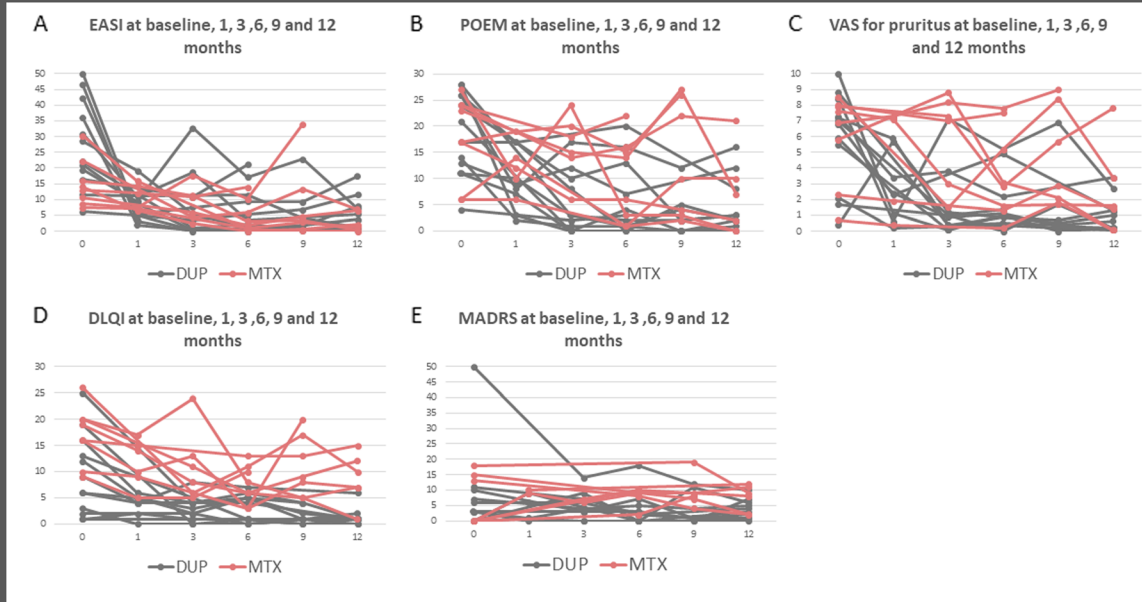 A
EASI at baseline, 1, 3 ,6, 9 and 12
months
50
45
40
35
30
25
20
15
10
5
0
0 1 3 6 9 12
DUP MTX
B
POEM at baseline, 1, 3 ,6, 9 and 12
months
30
25
20
15
10
5
0
0 1 3 6 9 12
DUP MTX
C
VAS for pruritus at baseline, 1, 3, 6, 9
and 12 months
10
9
8
7
6
5
4
3
2
1
0
0 1 3 6 9 12
DUP MTX
D
DLQI at baseline, 1, 3 ,6, 9 and 12
months
30
25
20
15
10
5
0
0 1 3 6 9 12
DUP MTX
E
MADRS at baseline, 1, 3 ,6, 9 and 12
months
50
45
40
35
30
25
20
15
10
5
0
0 1 3 6 9 12
DUP MTX